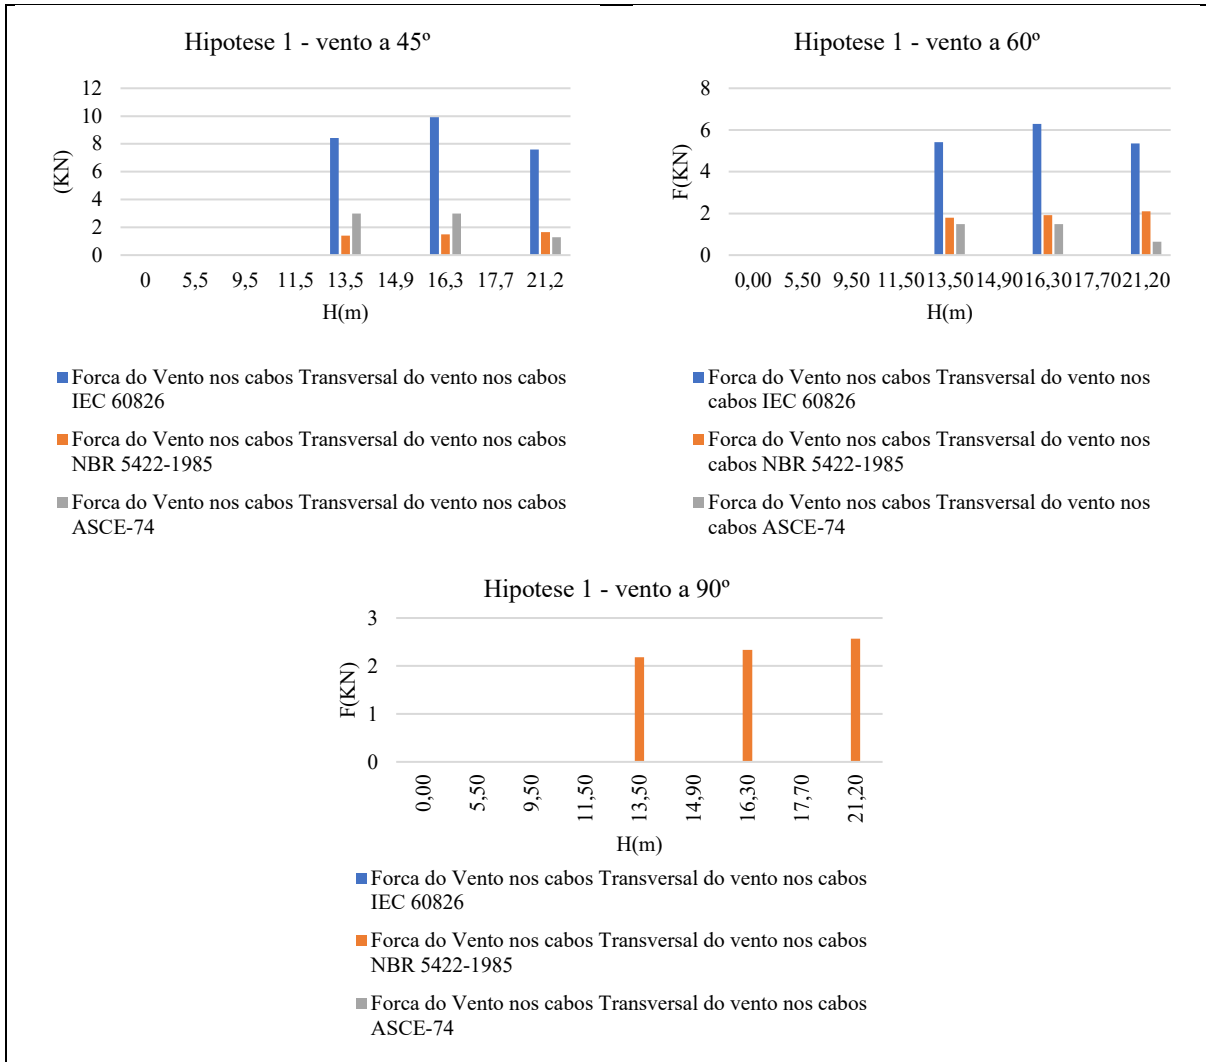 Hipotese 1 - vento a 45º
12
10
8
6
4
2
0
(KN)
0 5,5 9,5 11,5 13,5 14,9 16,3 17,7 21,2
H(m)
Forca do Vento nos cabos Transversal do vento nos cabos
IEC 60826
Forca do Vento nos cabos Transversal do vento nos cabos
NBR 5422-1985
Forca do Vento nos cabos Transversal do vento nos cabos
ASCE-74
Hipotese 1 - vento a 60º
8
6
4
2
0
F(KN)
0,00 5,50 9,50 11,50 13,50 14,90 16,30 17,70 21,20
H(m)
Forca do Vento nos cabos Transversal do vento nos
cabos IEC 60826
Forca do Vento nos cabos Transversal do vento nos
cabos NBR 5422-1985
Forca do Vento nos cabos Transversal do vento nos
cabos ASCE-74
Hipotese 1 - vento a 90º
3
2
1
0
F(KN)
0,00 5,50 9,50 11,50 13,50 14,90 16,30 17,70 21,20
H(m)
Forca do Vento nos cabos Transversal do vento nos cabos
IEC 60826
Forca do Vento nos cabos Transversal do vento nos cabos
NBR 5422-1985
Forca do Vento nos cabos Transversal do vento nos cabos
ASCE-74